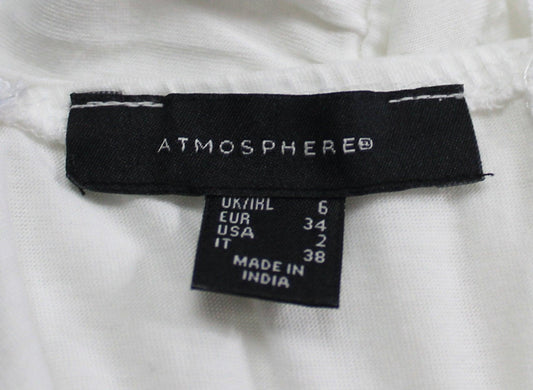 ATMOSPHERE®
UK/IRL 6
EUR 34
USA 2
IT 38
MADE IN
INDIA